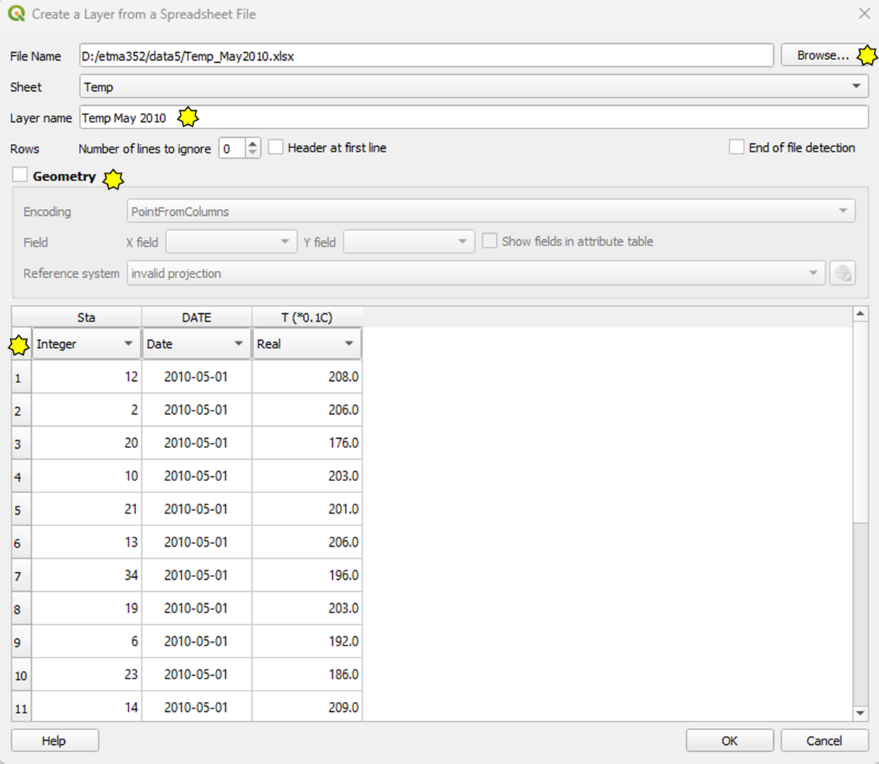 Create a Layer from a Spreadsheet File
File Name D:/etma352/data5/Temp_May2010.xlsx Browse...
Sheet Temp
Layer name Temp May 2010
Rows Number of lines to ignore 0 Header at first line End of file detection
Geometry
Encoding PointFromColumns
Field X field Y field Show fields in attribute table
Reference system invalid projection
Sta DATE T (*0.1C)
Integer Date Real
1 12 2010-05-01 208.0
2 2 2010-05-01 206.0
3 20 2010-05-01 176.0
4 10 2010-05-01 203.0
5 21 2010-05-01 201.0
6 13 2010-05-01 206.0
7 34 2010-05-01 196.0
8 19 2010-05-01 203.0
9 6 2010-05-01 192.0
10 23 2010-05-01 186.0
11 14 2010-05-01 209.0
Help OK Cancel